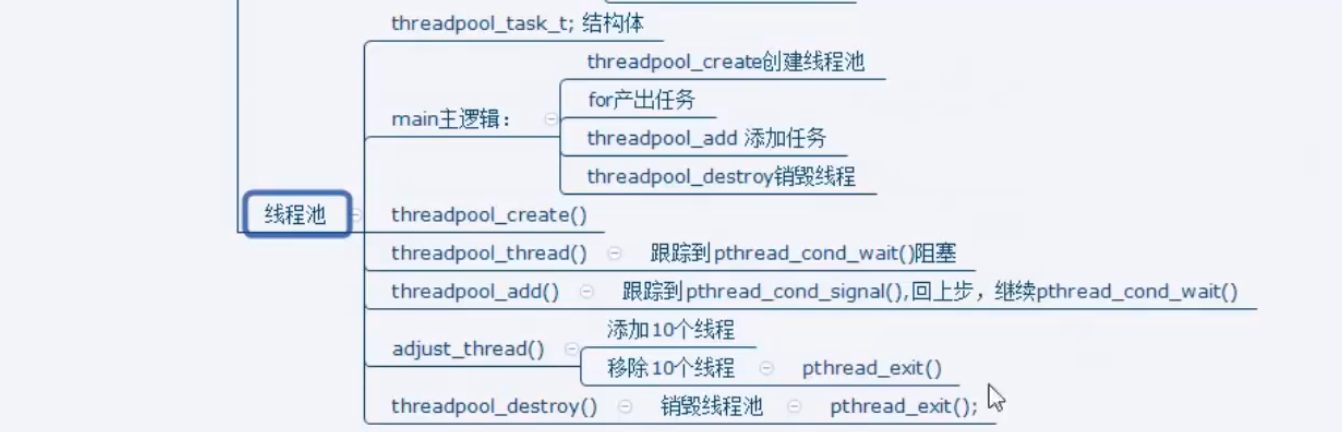 threadpool_task_t; 结构体
threadpool_create创建线程池
for产出任务
main主逻辑：
threadpool_add 添加任务
threadpool_destroy销毁线程
线程池
threadpool_create()
threadpool_thread() 跟踪到pthread_cond_wait()阻塞
threadpool_add() 跟踪到pthread_cond_signal(),回上步，继续pthread_cond_wait()
添加10个线程
adjust_thread()
移除10个线程 pthread_exit()
threadpool_destroy() 销毁线程池 pthread_exit();